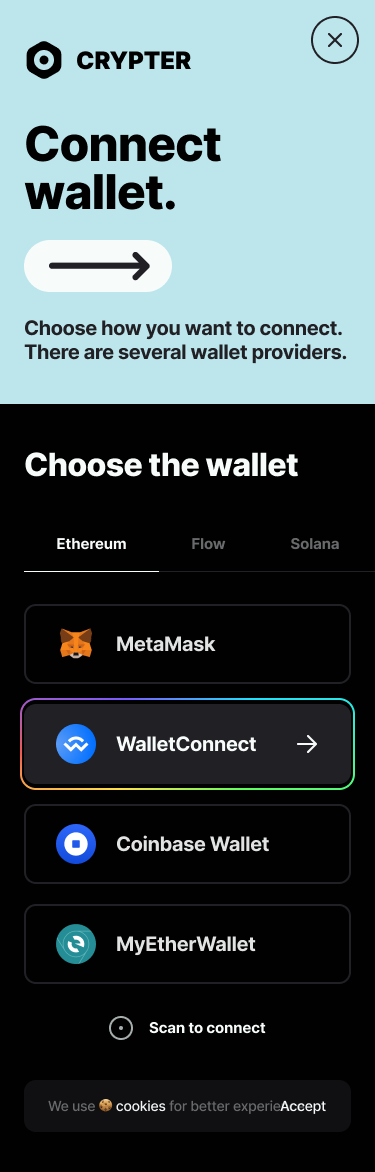 CRYPTER
Connect
wallet.
Choose how you want to connect.
There are several wallet providers.
Choose the wallet
Ethereum Flow Solana
MetaMask
WalletConnect
Coinbase Wallet
MyEtherWallet
Scan to connect
We use 🍪 cookies for better experie Accept